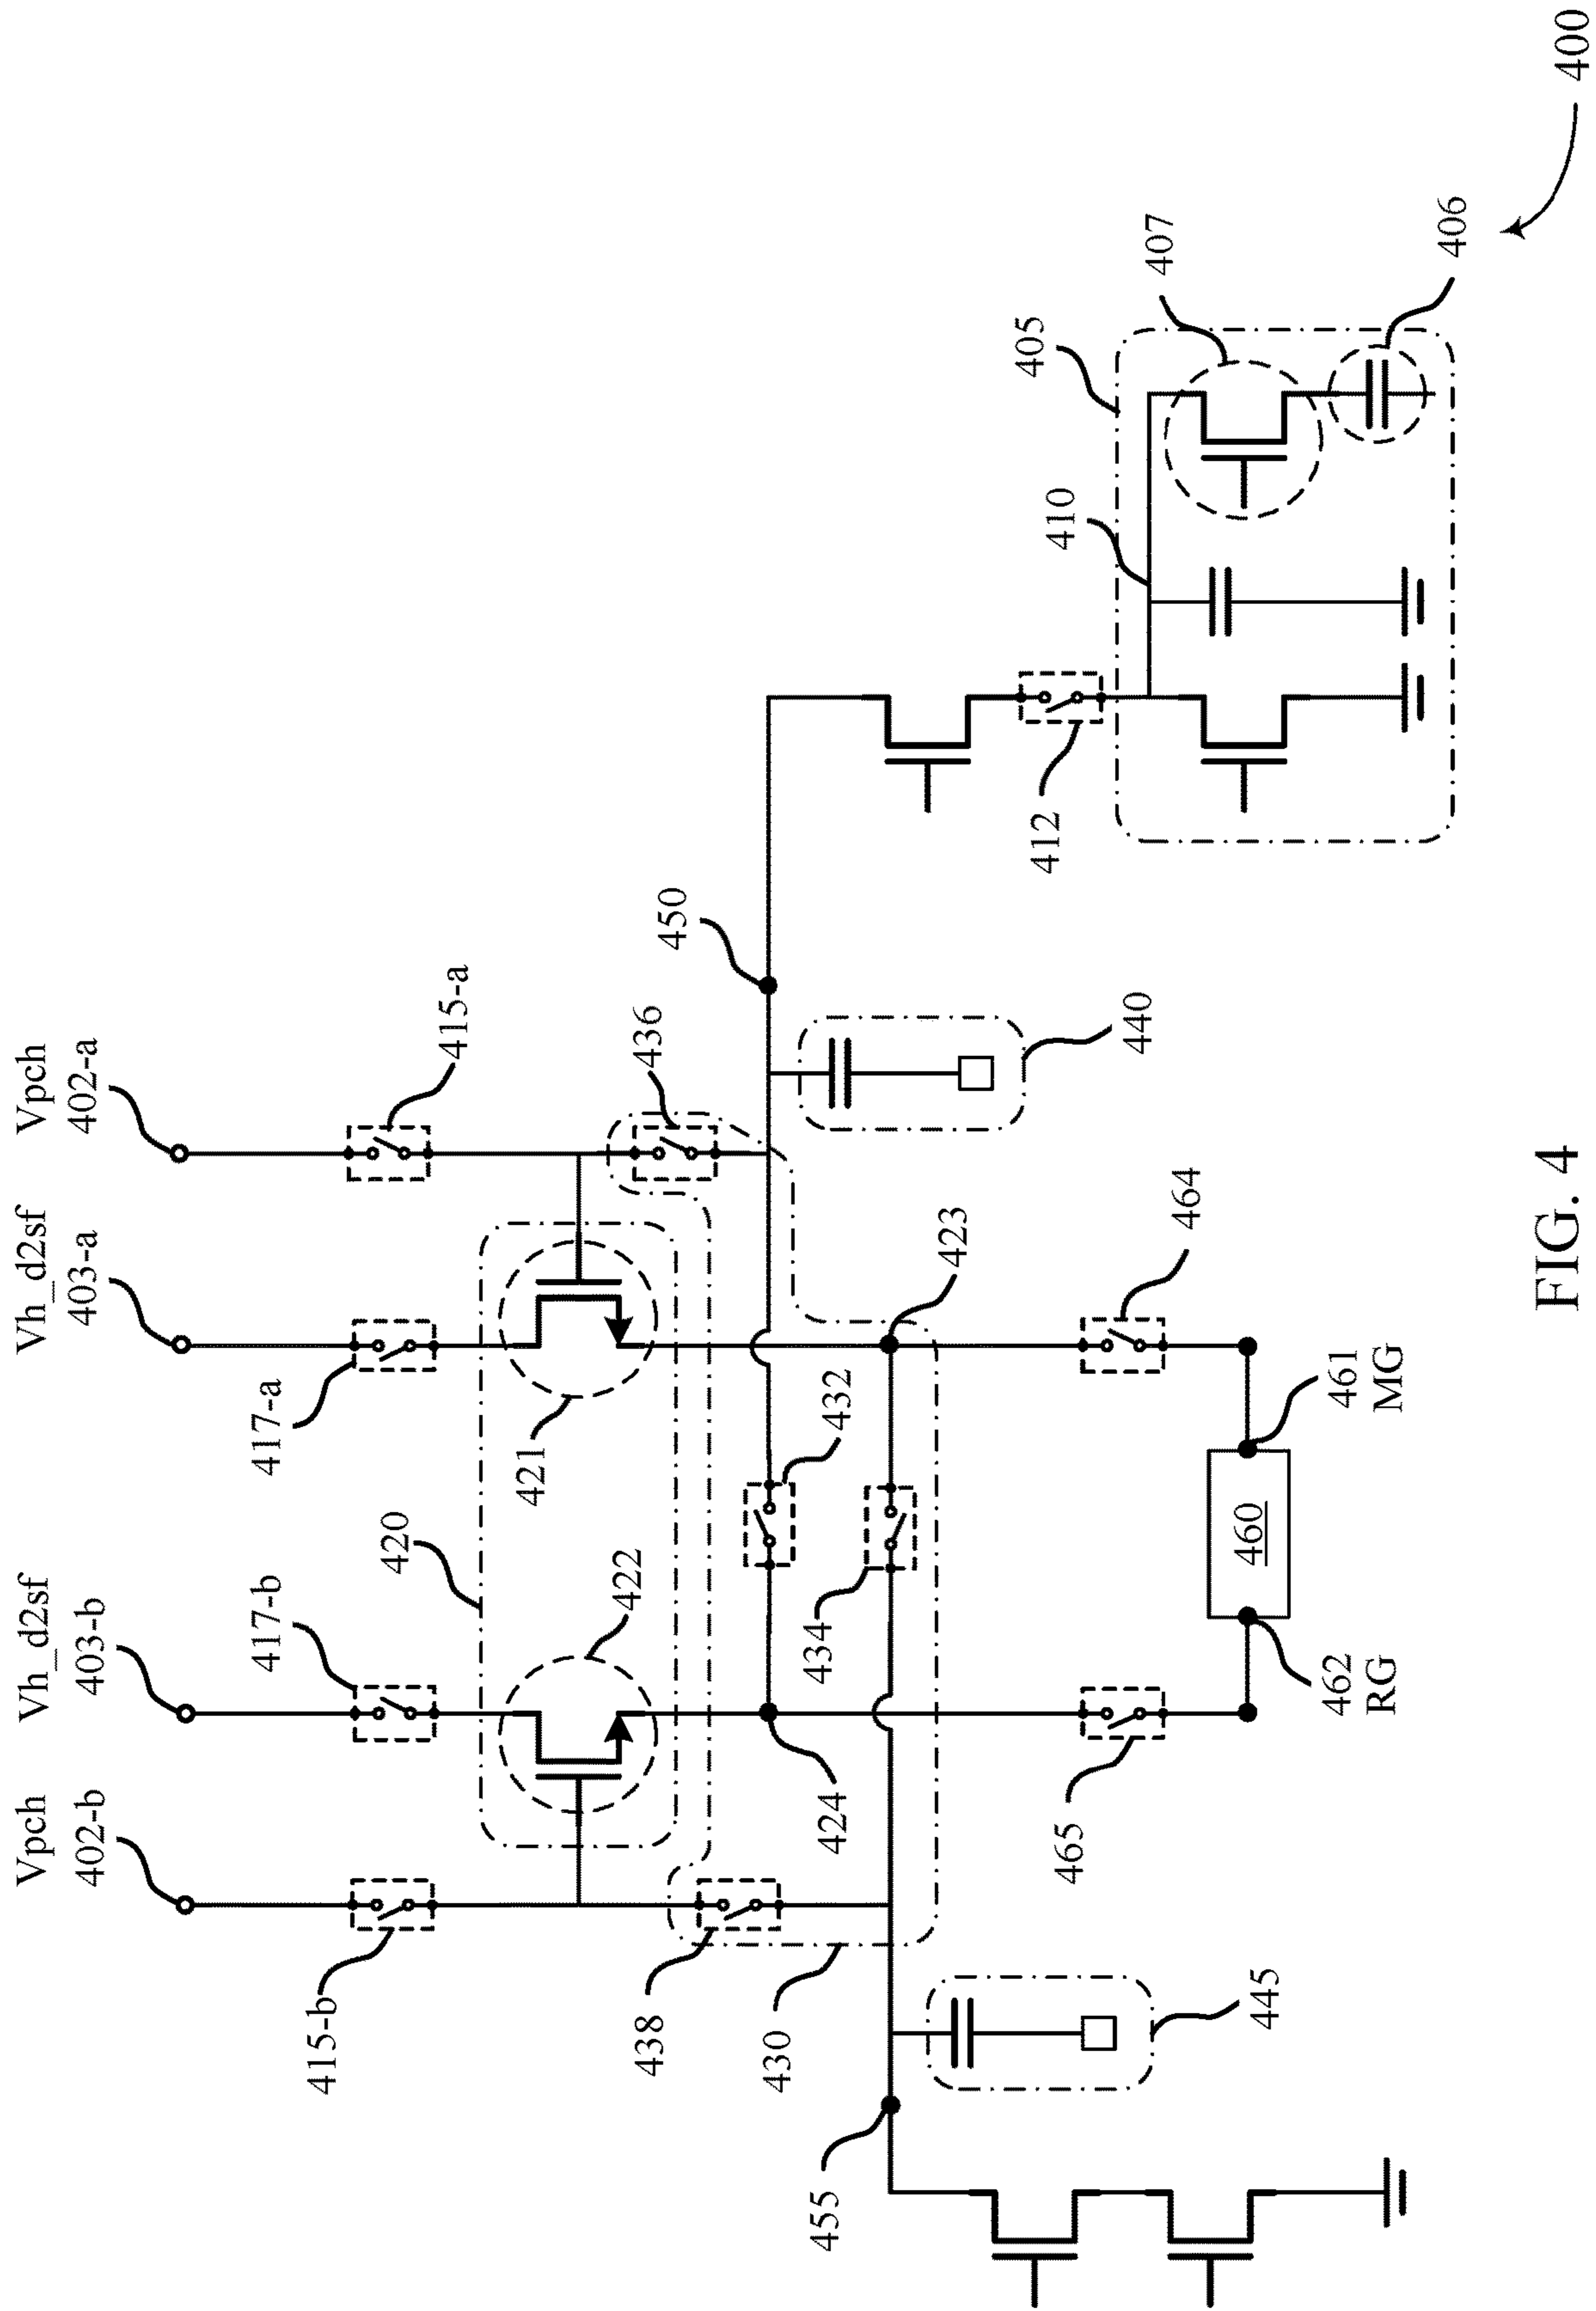 Vpch
402-b
Vh_d2sf
403-b
Vh_d2sf
403-a
Vpch
402-a
415-b
417-b
420
417-a
415-a
422
421
436
438
430
424
434
432
423
450
440
455
445
465
464
462
RG
460
461
MG
412
410
405
407
406
400
FIG. 4